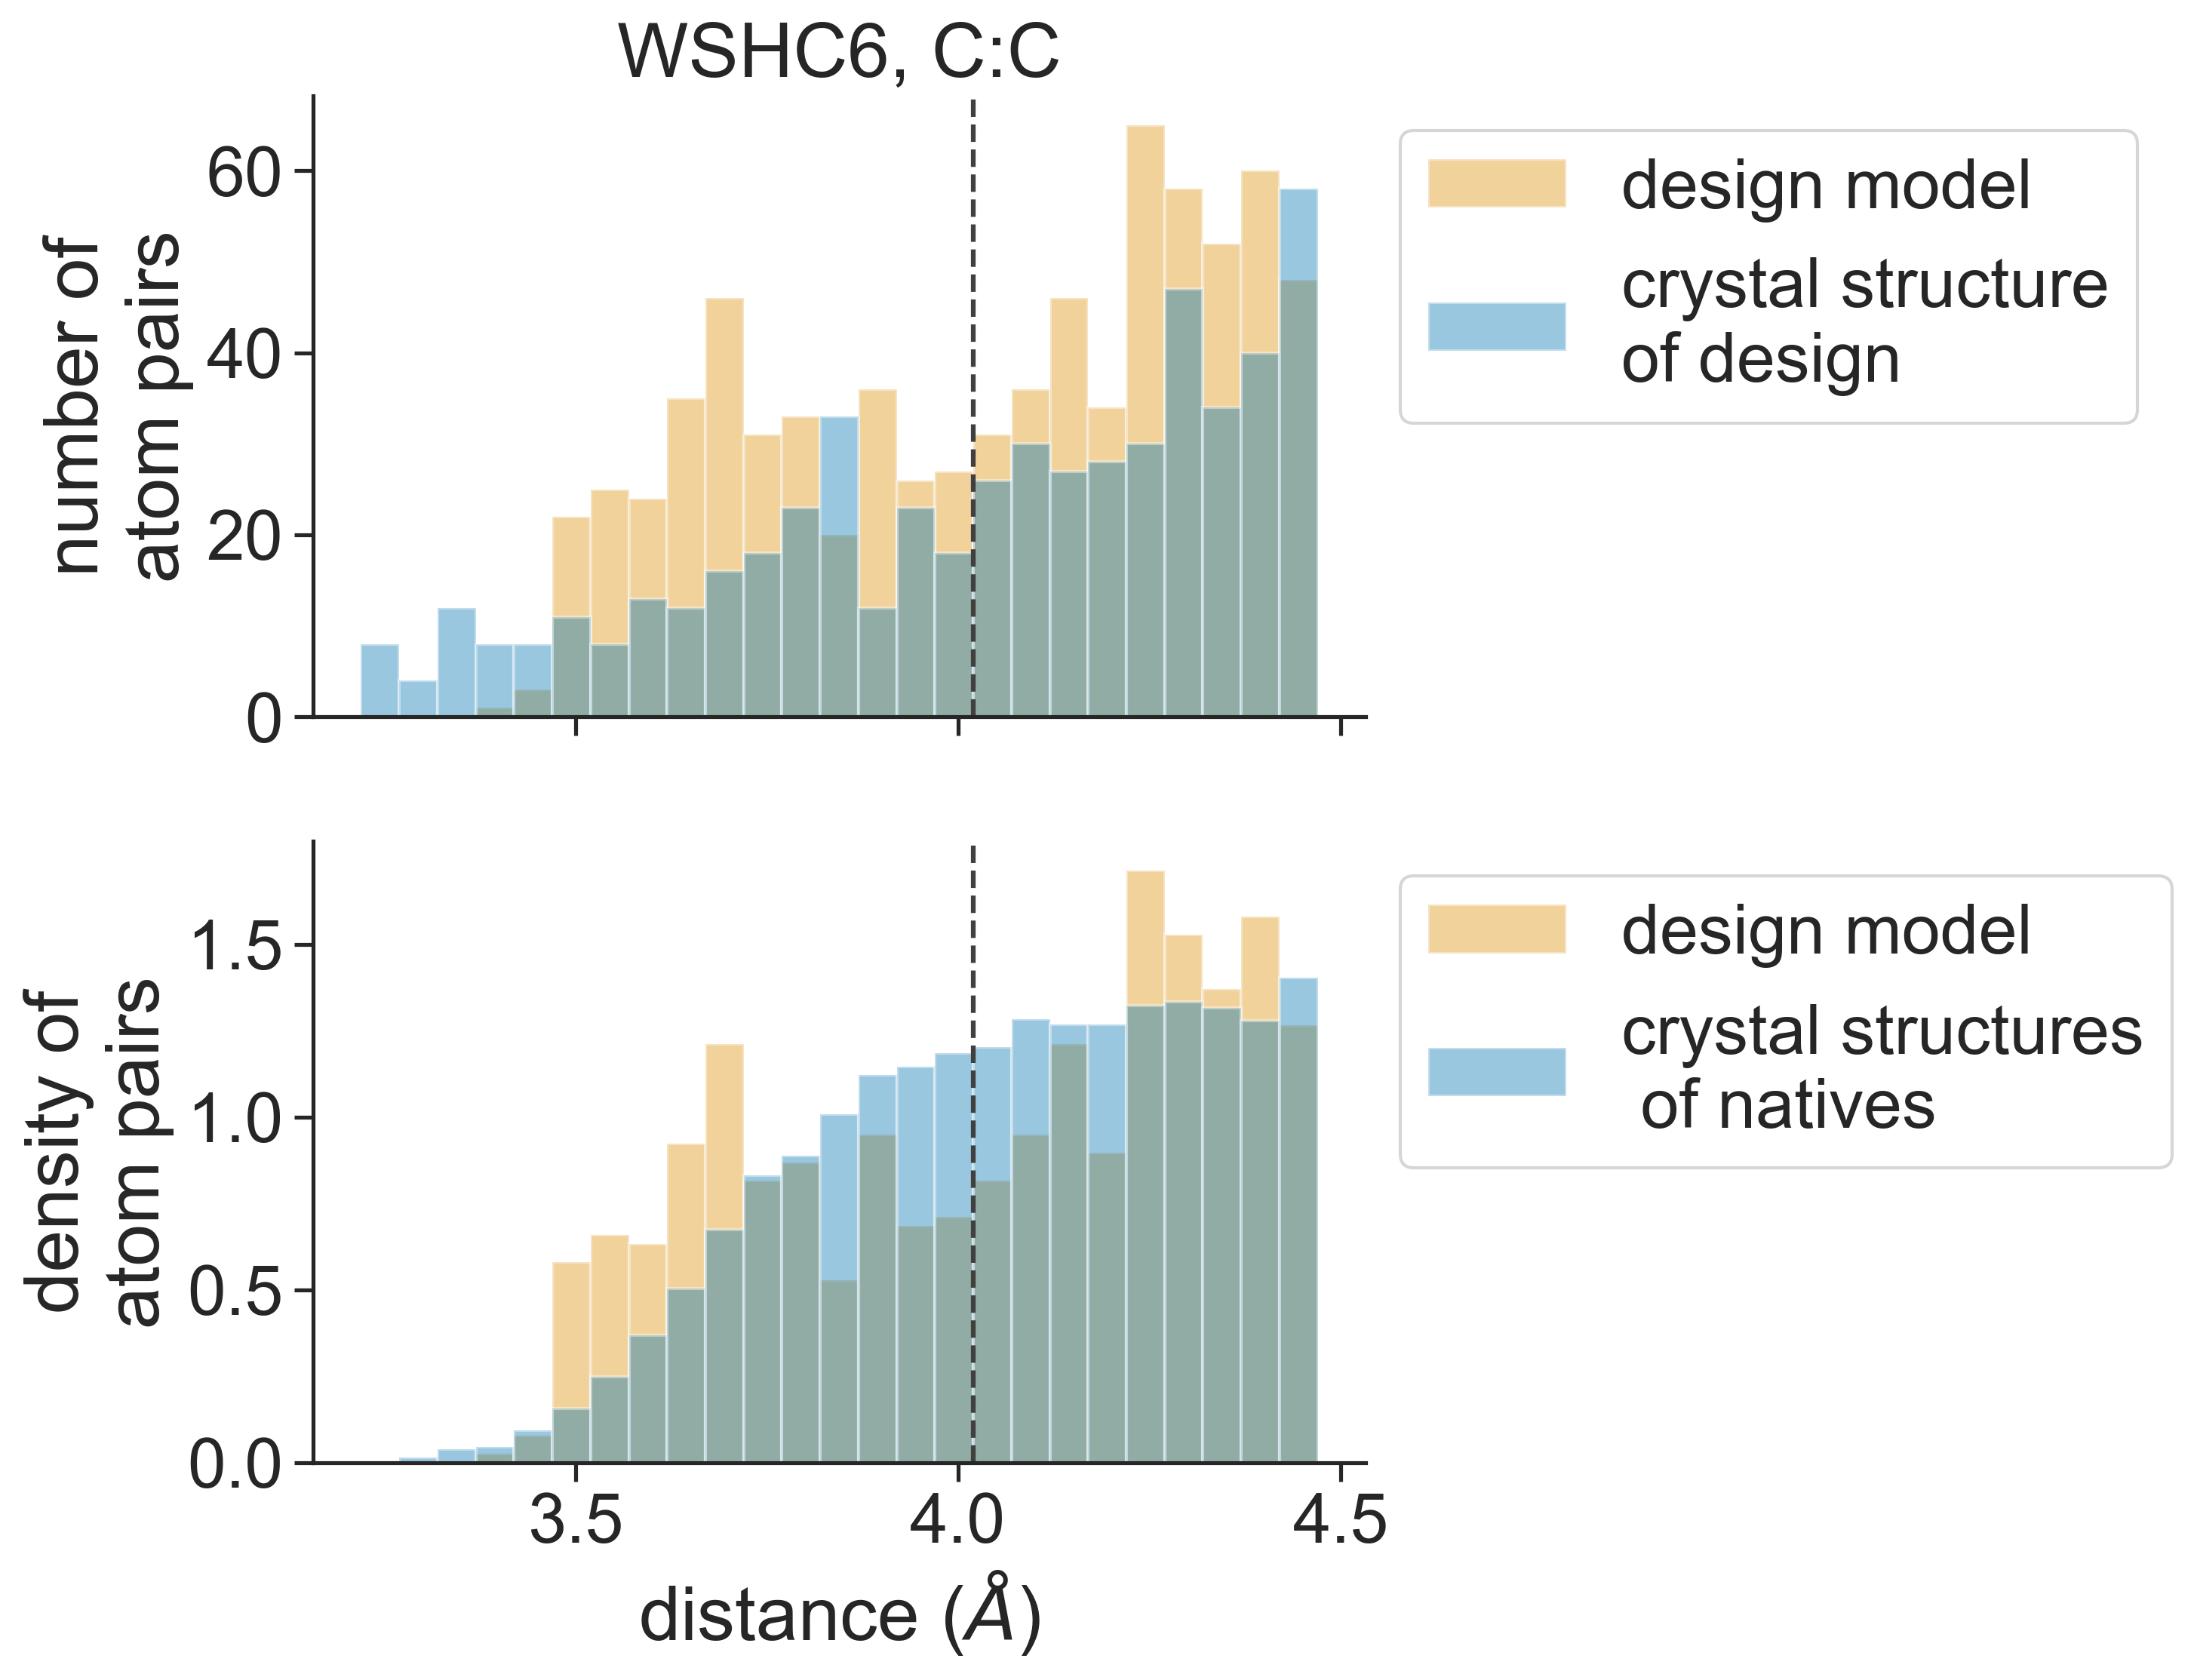 WSHC6, C:C
number of
atom pairs
60
40
20
0
design model
crystal structure
of design
density of
atom pairs
1.5
1.0
0.5
0.0
3.5
4.0
4.5
distance (Å)
design model
crystal structures
of natives